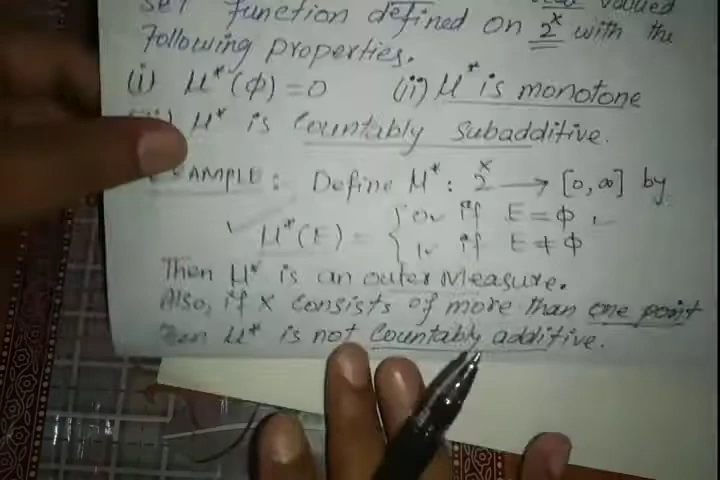 set function defined on 2^x with the
following properties.
(i) μ*(ϕ)=0 (ii) μ* is monotone
μ* is Countably Subadditive.
EXAMPLE: Define μ*: 2^x → [0,∞] by
μ*(E) = { 0 if E=ϕ
1 if E≠ϕ
Then μ* is an outer Measure.
Also, if X Consists of more than one point
Then μ* is not Countably additive.